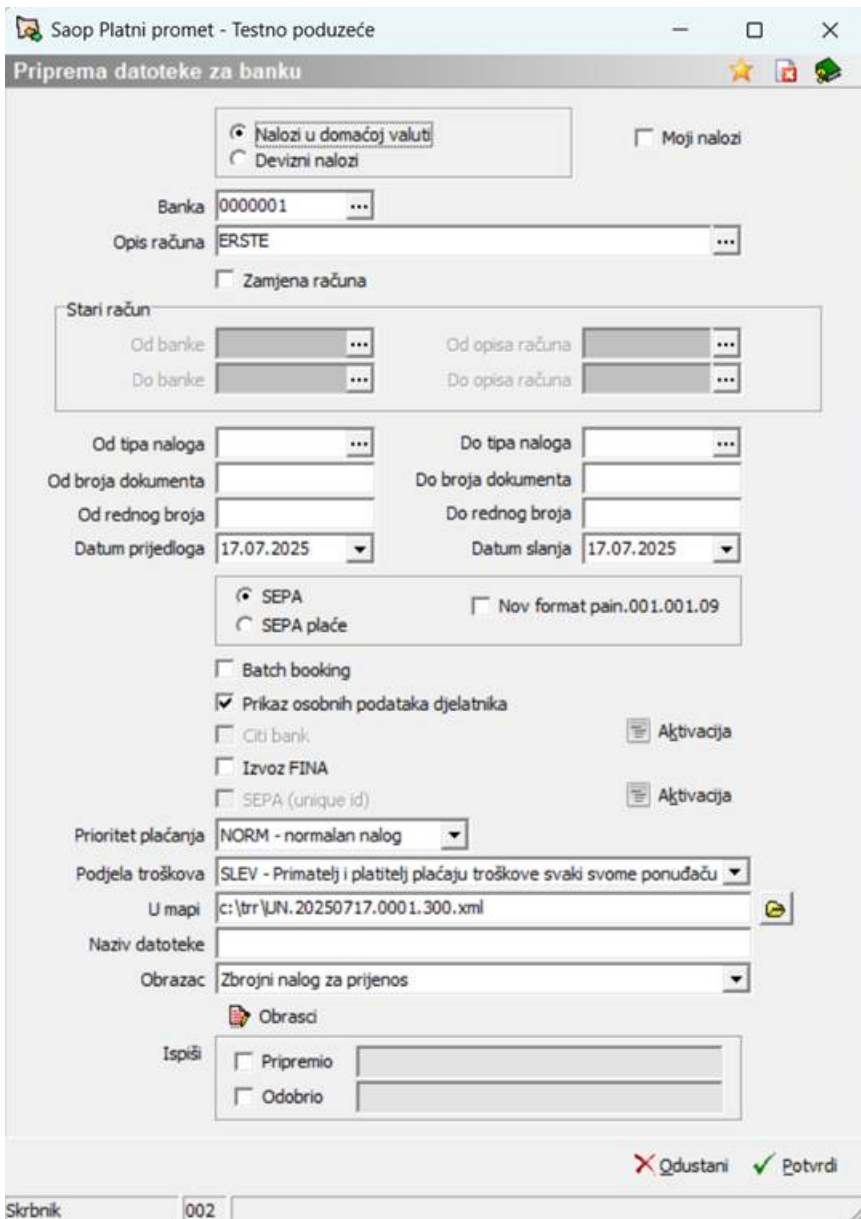 Saop Platni promet - Testno poduzeće
Priprema datoteke za banku
Nalozi u domaćoj valuti
Moji nalozi
Devizni nalozi
Banka 0000001 ...
Opis računa ERSTE ...
Zamjena računa
Stari račun
Od banke ... Od opisa računa ...
Do banke ... Do opisa računa ...
Od tipa naloga ... Do tipa naloga ...
Od broja dokumenta Do broja dokumenta
Od rednog broja Do rednog broja
Datum prijedloga 17.07.2025 Datum slanja 17.07.2025
SEPA
Nov format pain.001.001.09
SEPA plaće
Batch booking
Prikaz osobnih podataka djelatnika
Citi bank Aktivacija
Izvoz FINA
SEPA (unique id) Aktivacija
Prioritet plaćanja NORM - normalan nalog
Podjela troškova SLEV - Primatelj i platitelj plaćaju troškove svaki svome ponuđaču
U mapi c:\trr\UN.20250717.0001.300.xml
Naziv datoteke
Obrazac Zbrojni nalog za prijenos
Obrasci
Ispiši Pripremio
Odobrio
Odustani Potvrdi
Skrbnik 002